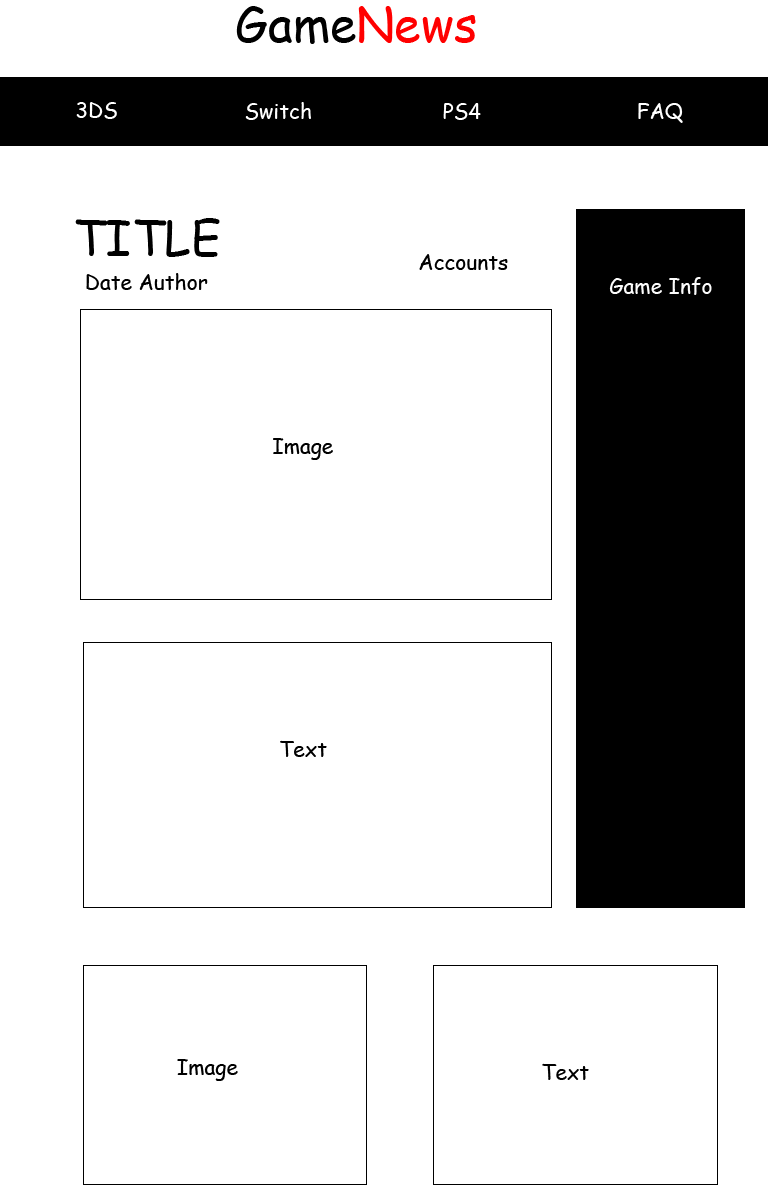 GameNews
3DS Switch PS4 FAQ
TITLE
Date Author
Accounts
Game Info
Image
Text
Image
Text